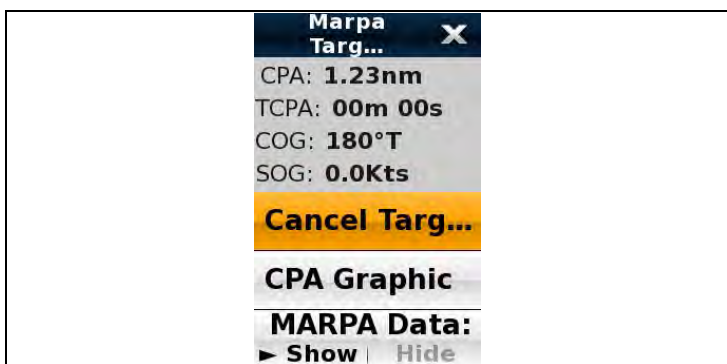 Marpa
Targ...
CPA: 1.23nm
TCPA: 00m 00s
COG: 180°T
SOG: 0.0Kts
Cancel Targ...
CPA Graphic
MARPA Data:
► Show | Hide